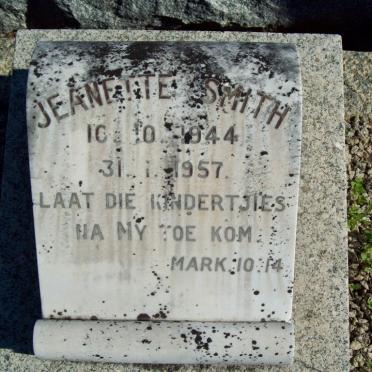 JEANETTE SMITH
10.10.1944
31.1.1957.
LAAT DIE KINDERTJIES
NA MY TOE KOM
MARK. 10.14.